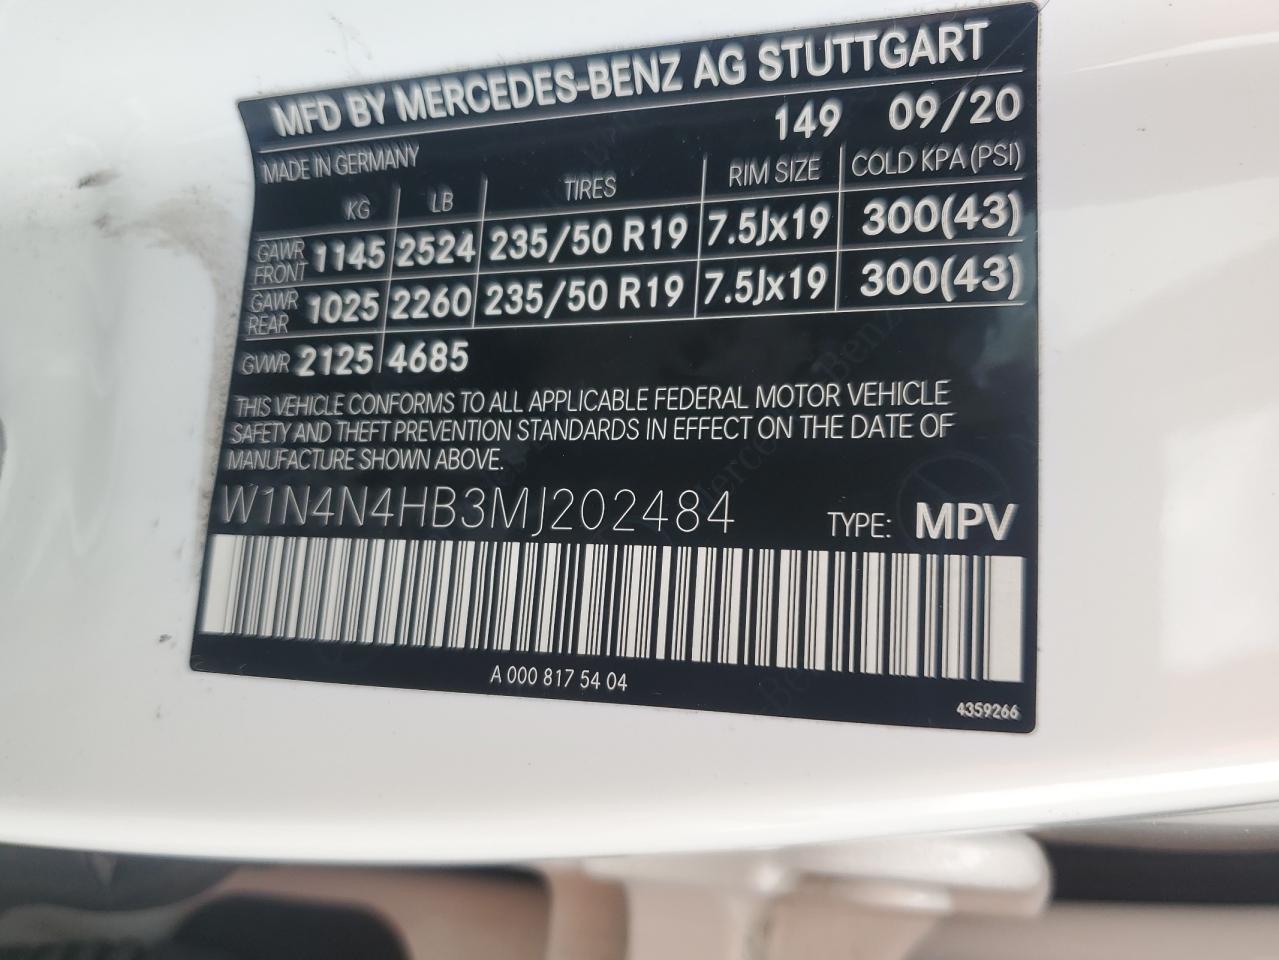 MFD BY MERCEDES-BENZ AG STUTTGART
149 09/20
MADE IN GERMANY
KG LB TIRES RIM SIZE COLD KPA (PSI)
GAWR FRONT 1145 2524 235/50 R19 7.5Jx19 300(43)
GAWR REAR 1025 2260 235/50 R19 7.5Jx19 300(43)
GVWR 2125 4685
THIS VEHICLE CONFORMS TO ALL APPLICABLE FEDERAL MOTOR VEHICLE
SAFETY AND THEFT PREVENTION STANDARDS IN EFFECT ON THE DATE OF
MANUFACTURE SHOWN ABOVE.
W1N4N4HB3MJ202484 TYPE: MPV
A 000 817 54 04
4359266